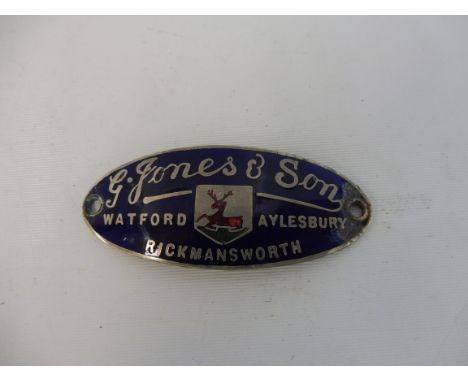 G. Jones & Son
WATFORD AYLESBURY
RICKMANSWORTH